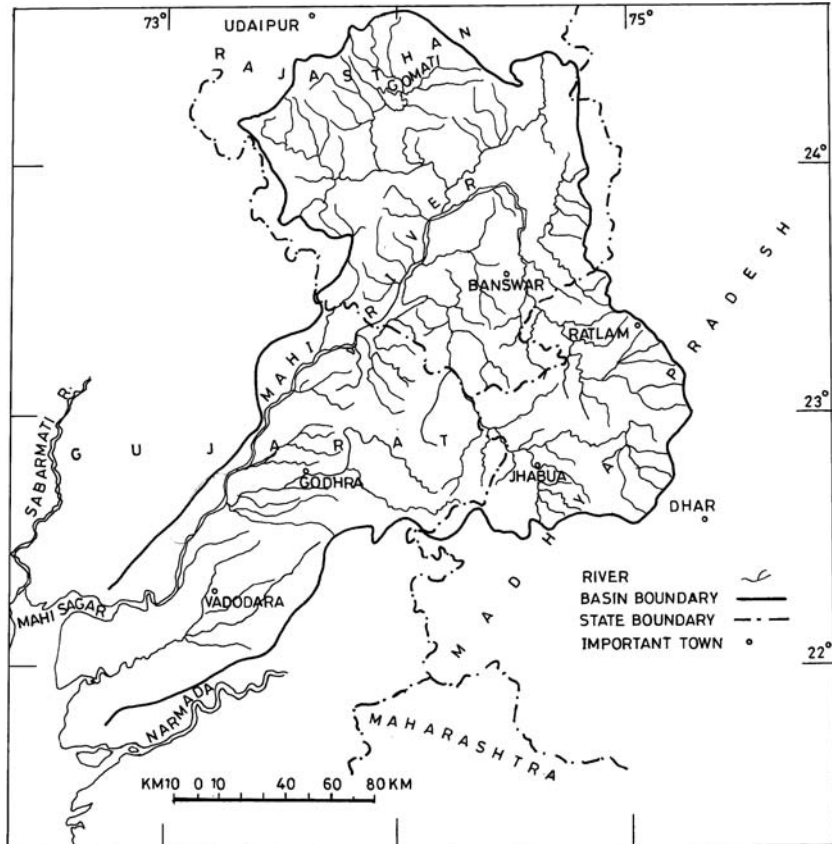 73°
75°
UDAIPUR
RAJASTHAN
GOMATI
24°
24°
MAHI RIVER
BANSWAR
RATLAM
MADHYA PRADESH
23°
23°
SABARMATI R.
GUJARAT
GODHRA
JHABUA
DHAR
MAHI SAGAR
VADODARA
RIVER
BASIN BOUNDARY
STATE BOUNDARY
IMPORTANT TOWN
22°
NARMADA
MAHARASHTRA
KM10 0 10 40 60 80 KM